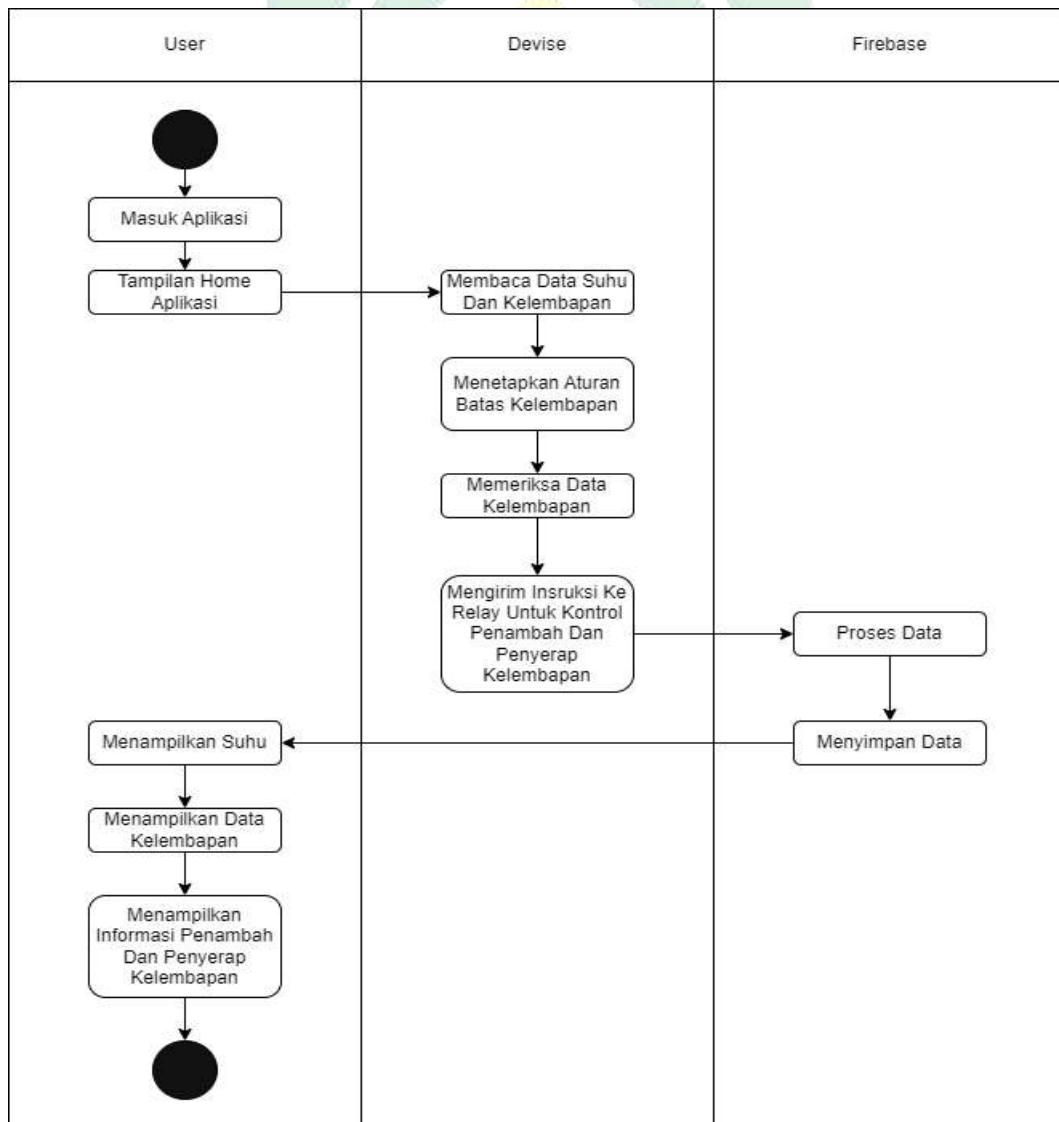 User
Devise
Firebase
Masuk Aplikasi
Tampilan Home
Aplikasi
Membaca Data Suhu
Dan Kelembapan
Menetapkan Aturan
Batas Kelembapan
Memeriksa Data
Kelembapan
Mengirim Insruksi Ke
Relay Untuk Kontrol
Penambah Dan
Penyerap
Kelembapan
Proses Data
Menyimpan Data
Menampilkan Suhu
Menampilkan Data
Kelembapan
Menampilkan
Informasi Penambah
Dan Penyerap
Kelembapan